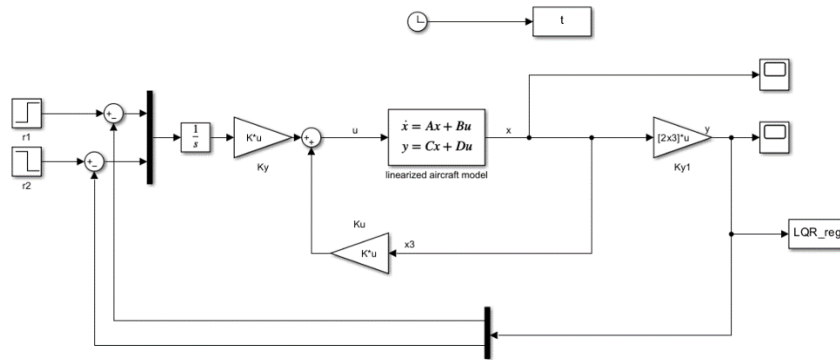 t
r1
r2
1
s
K*u
Ky
+
-
+
-
+
+
u
ẋ = Ax + Bu
y = Cx + Du
linearized aircraft model
x
[2x3]*u
Ky1
y
Ku
K*u
x3
LQR_reg